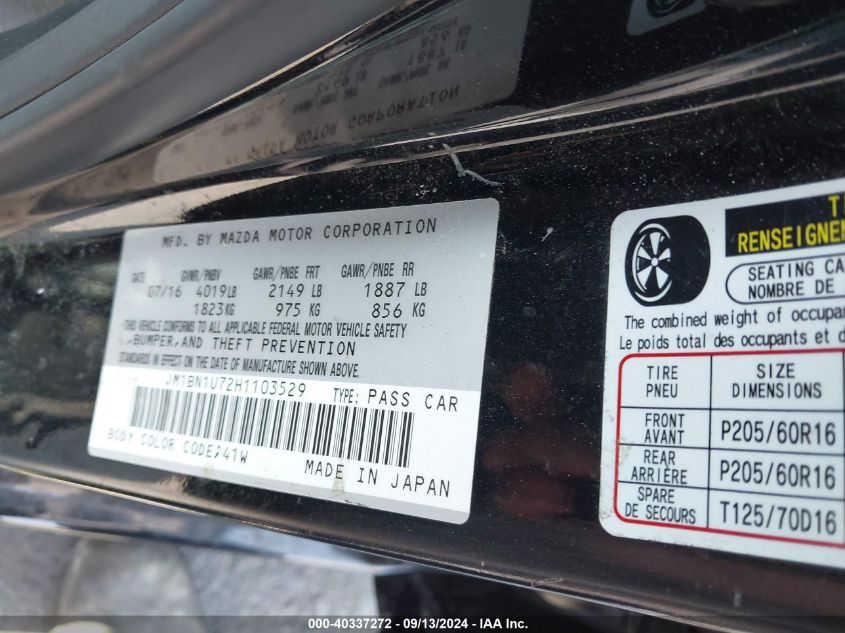 MFD. BY MAZDA MOTOR CORPORATION
DATE GVWR/PNBV GAWR/PNBE FRT GAWR/PNBE RR
07/16 4019LB 2149 LB 1887 LB
1823KG 975 KG 856 KG
THIS VEHICLE CONFORMS TO ALL APPLICABLE FEDERAL MOTOR VEHICLE SAFETY
,BUMPER,AND THEFT PREVENTION
STANDARDS IN EFFECT ON THE DATE OF MANUFACTURE SHOWN ABOVE.
JM1BN1U72H1103529 TYPE: PASS CAR
BODY COLOR CODE:41W
MADE IN JAPAN
SEATING
NOMBRE DE
The combined weight of
Le poids total des occupants et
TIRE SIZE
PNEU DIMENSIONS
FRONT
AVANT P205/60R16
REAR
ARRIÈRE P205/60R16
SPARE
DE SECOURS T125/70D16
000-40337272 - 09/13/2024 - IAA Inc.